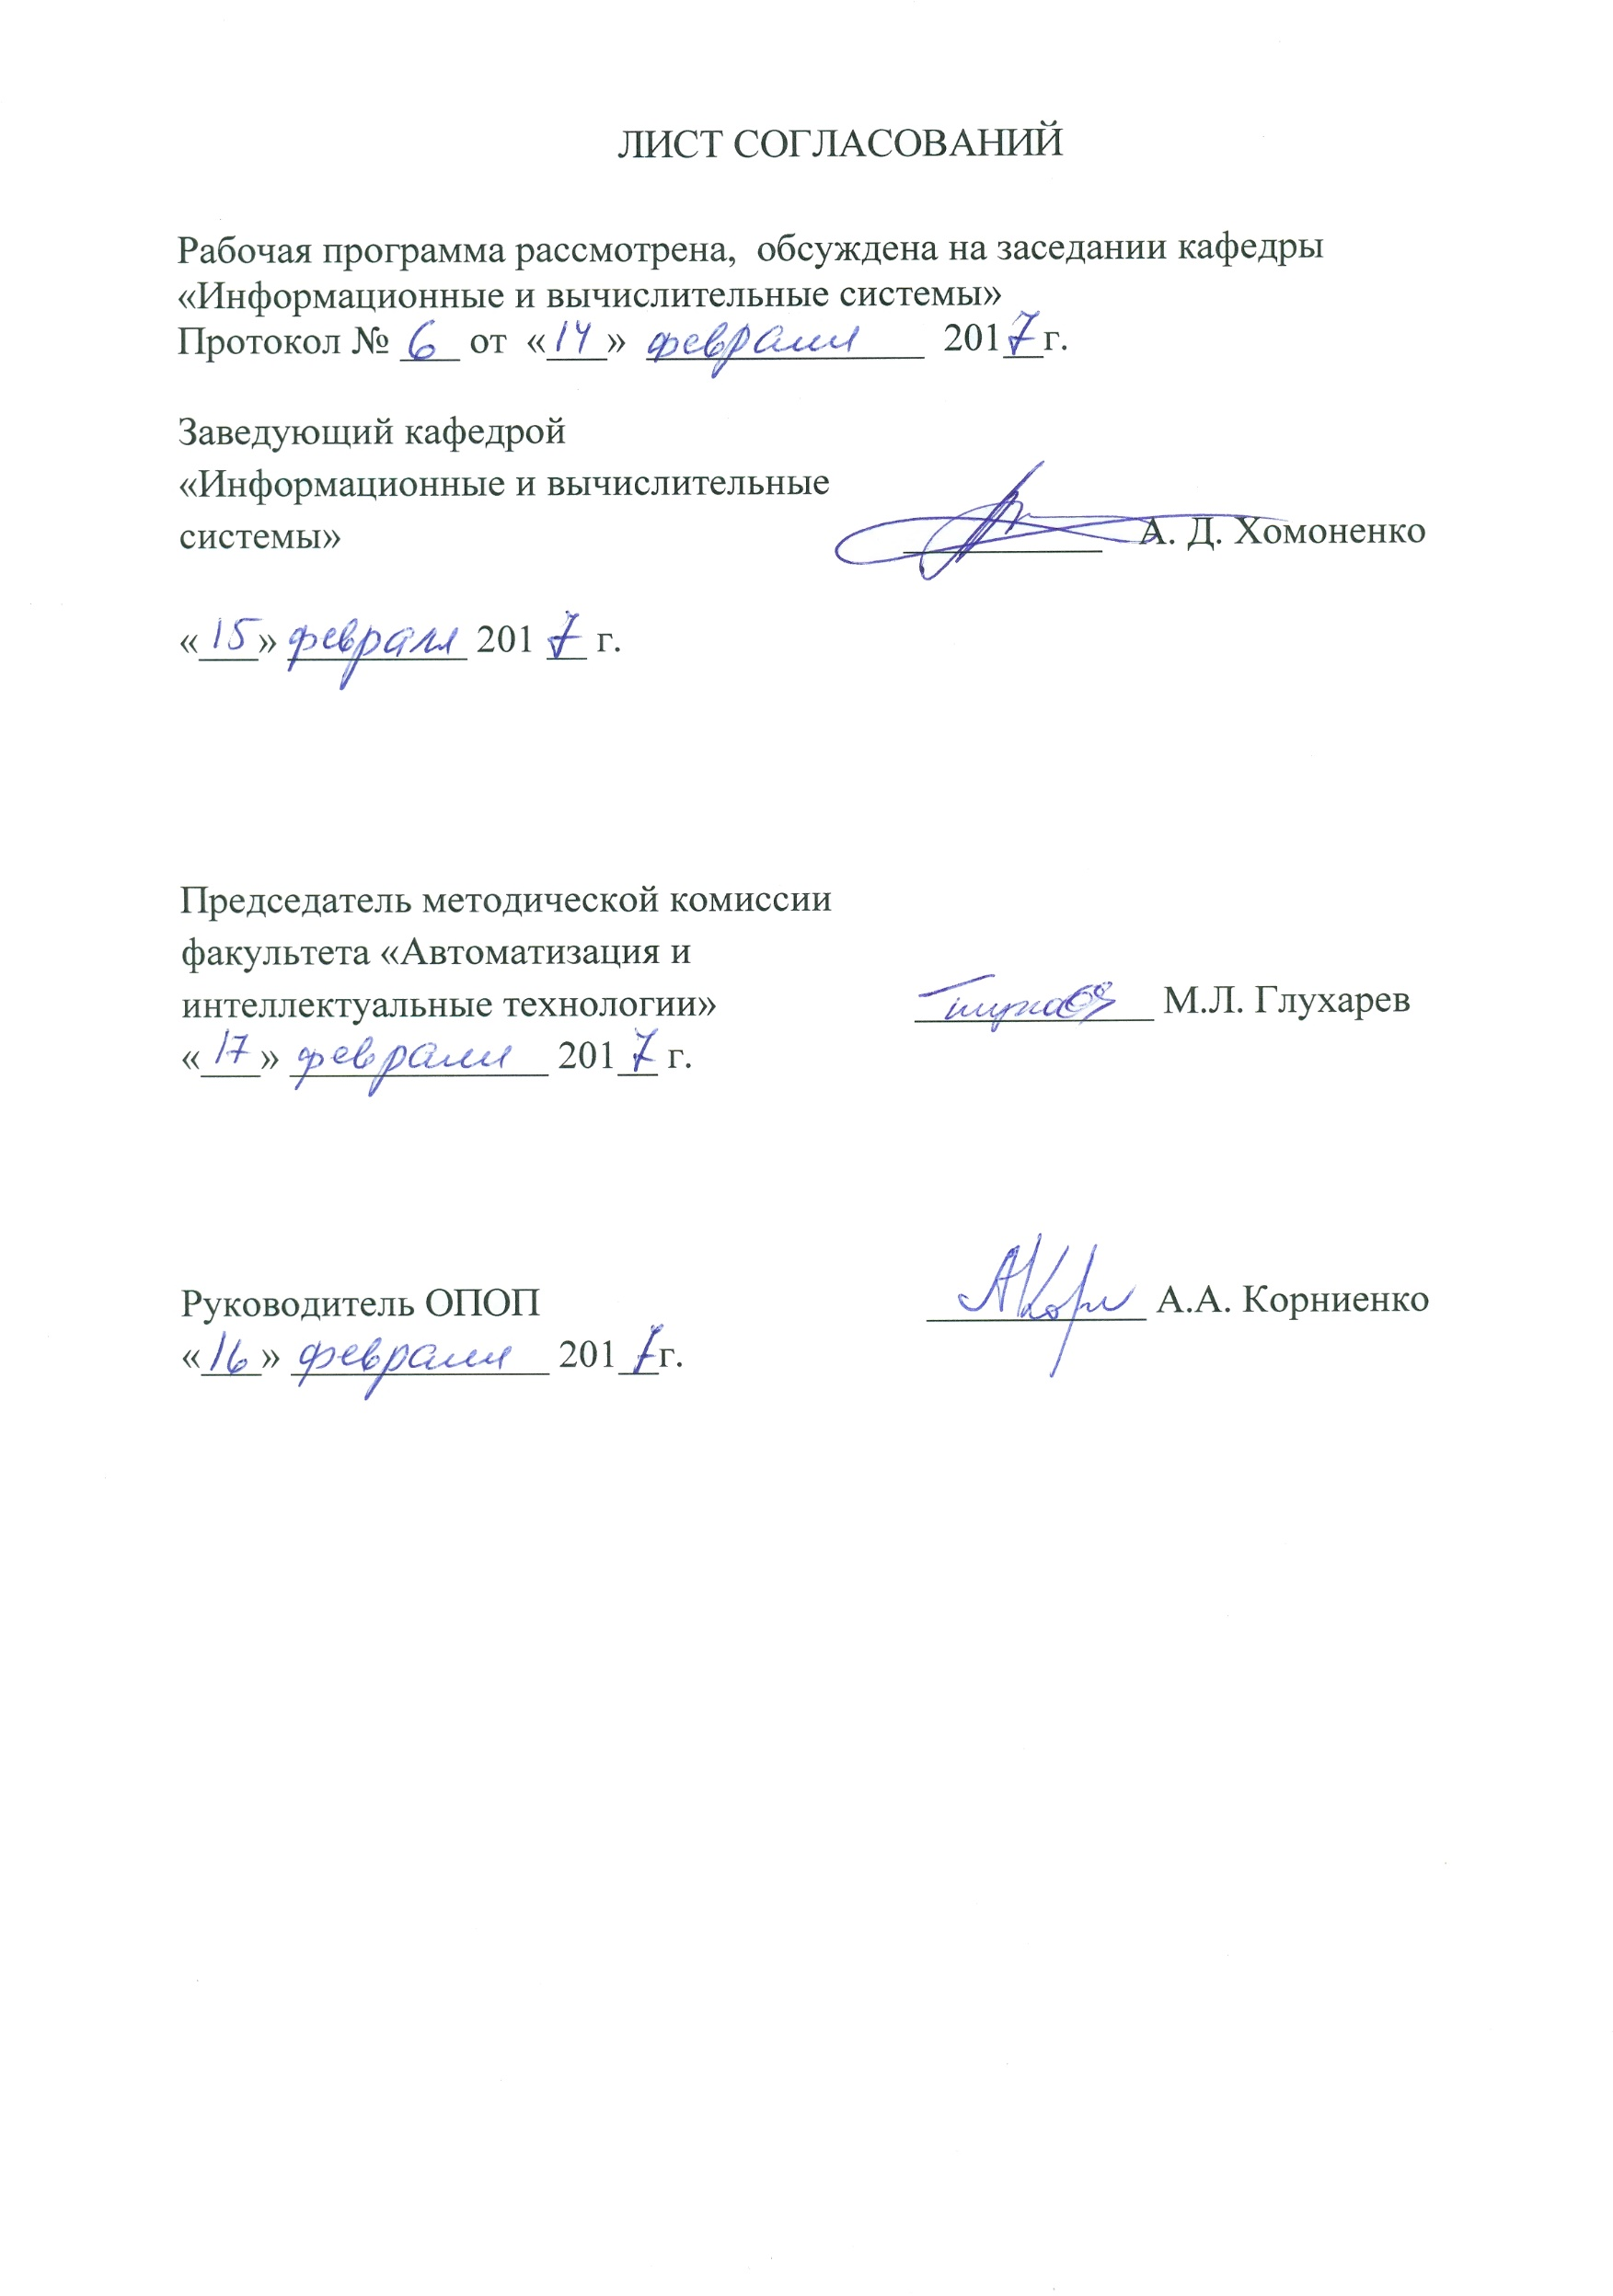 ЛИСТ СОГЛАСОВАНИЙ
Рабочая программа рассмотрена, обсуждена на заседании кафедры
«Информационные и вычислительные системы»
Протокол № 6 от «14» февраля 2017г.
Заведующий кафедрой
«Информационные и вычислительные
системы» А. Д. Хомоненко
«15» февраля 2017 г.
Председатель методической комиссии
факультета «Автоматизация и
интеллектуальные технологии» М.Л. Глухарев
«17» февраля 2017 г.
Руководитель ОПОП А.А. Корниенко
«16» февраля 2017г.